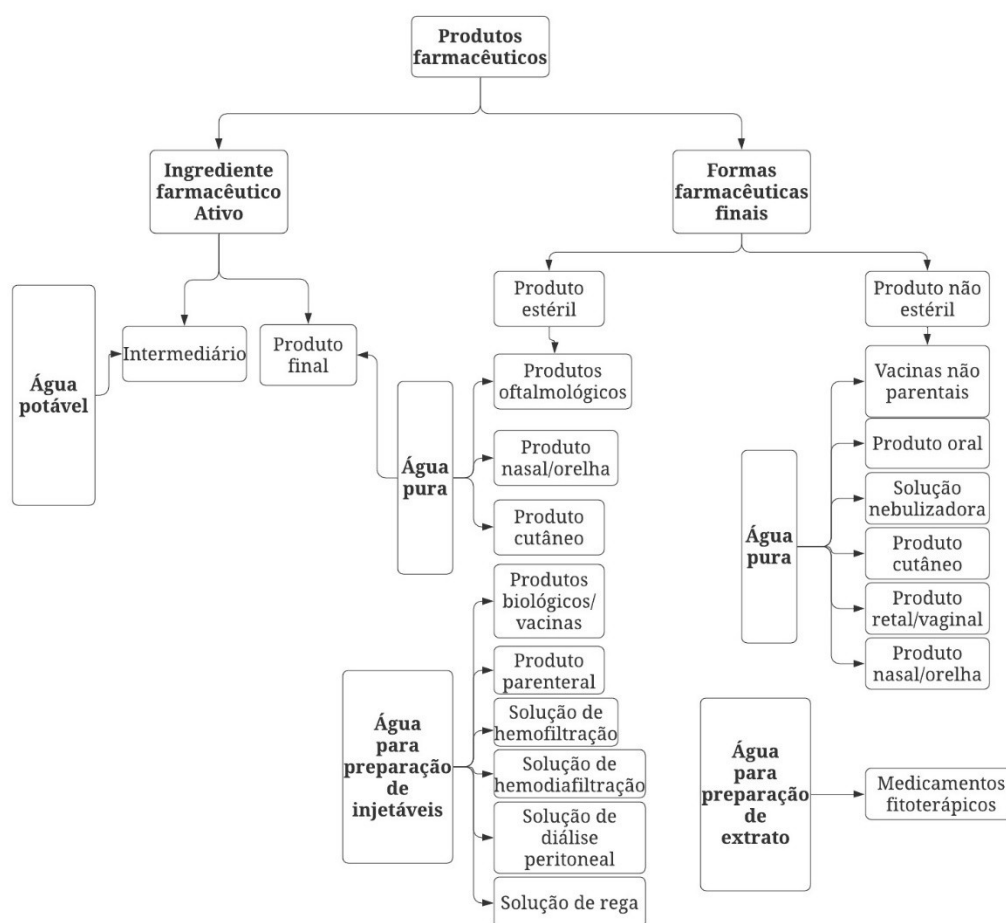 Produtos
farmacêuticos
Ingrediente
farmacêutico
Ativo
Formas
farmacêuticas
finais
Água
potável
Intermediário
Produto
final
Produto
estéril
Produto não
estéril
Água
pura
Produtos
oftalmológicos
Produto
nasal/orelha
Produto
cutâneo
Água
para
preparação
de
injetáveis
Produtos
biológicos/
vacinas
Produto
parenteral
Solução de
hemofiltração
Solução de
hemodiafiltração
Solução de
diálise
peritoneal
Solução de rega
Água
pura
Vacinas não
parentais
Produto oral
Solução
nebulizadora
Produto
cutâneo
Produto
retal/vaginal
Produto
nasal/orelha
Água
para
preparação
de
extrato
Medicamentos
fitoterápicos